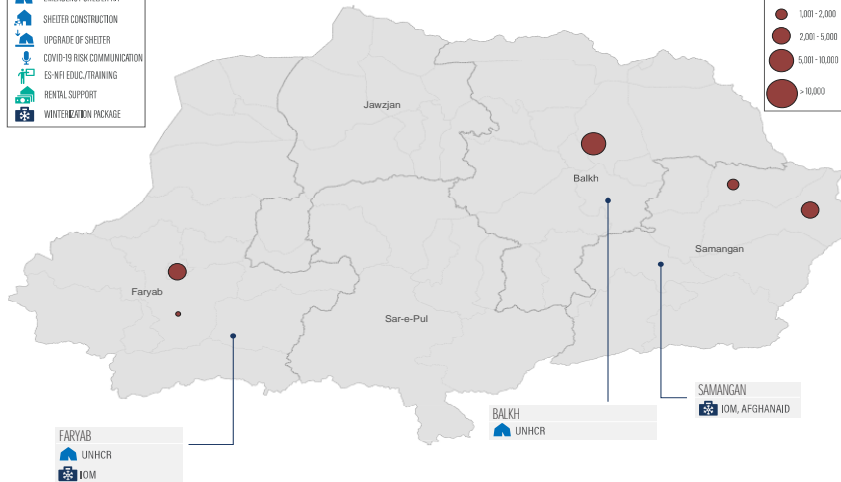 SHELTER CONSTRUCTION
UPGRADE OF SHELTER
COVID-19 RISK COMMUNICATION
ES-NFI EDUC./TRAINING
RENTAL SUPPORT
WINTERIZATION PACKAGE
1,001 - 2,000
2,001 - 5,000
5,001 - 10,000
> 10,000
Jawzjan
Balkh
Samangan
Faryab
Sar-e-Pul
SAMANGAN
IOM, AFGHANAID
BALKH
UNHCR
FARYAB
UNHCR
IOM